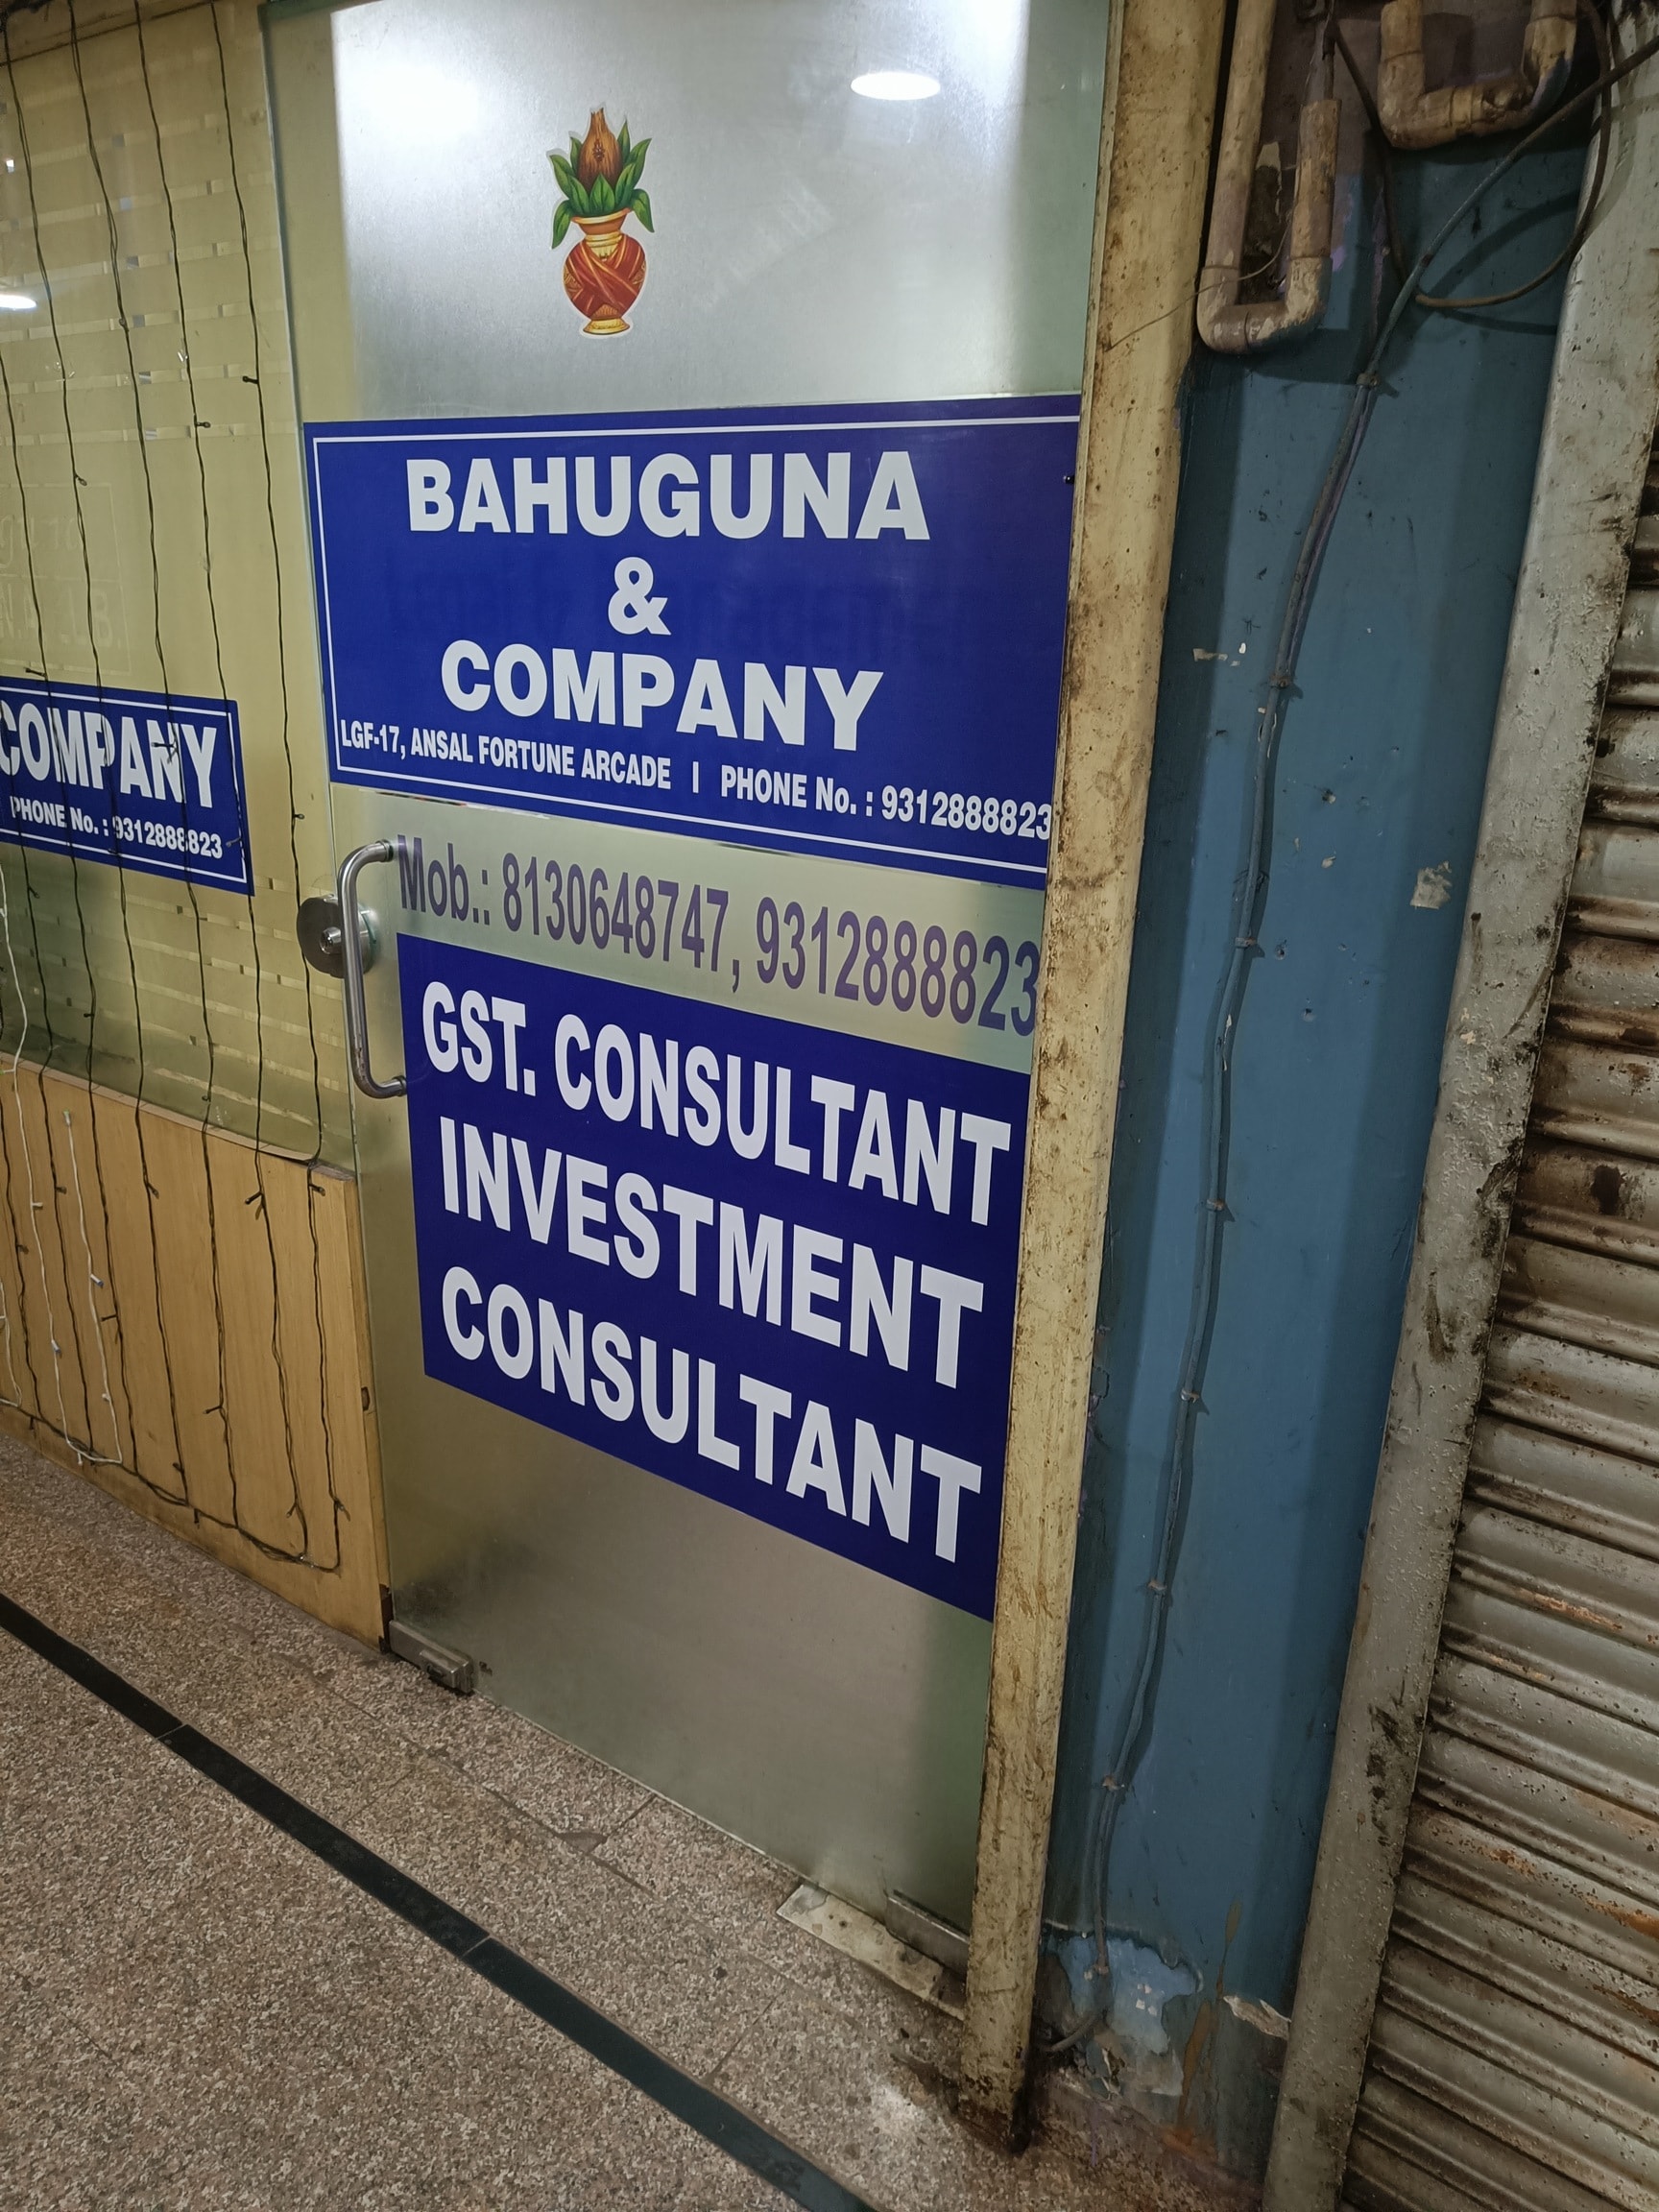 BAHUGUNA
&
COMPANY
LGF-17, ANSAL FORTUNE ARCADE | PHONE No. : 9312888823
Mob.: 8130648747, 9312888823
GST. CONSULTANT
INVESTMENT
CONSULTANT
COMPANY
PHONE No. : 9312888823